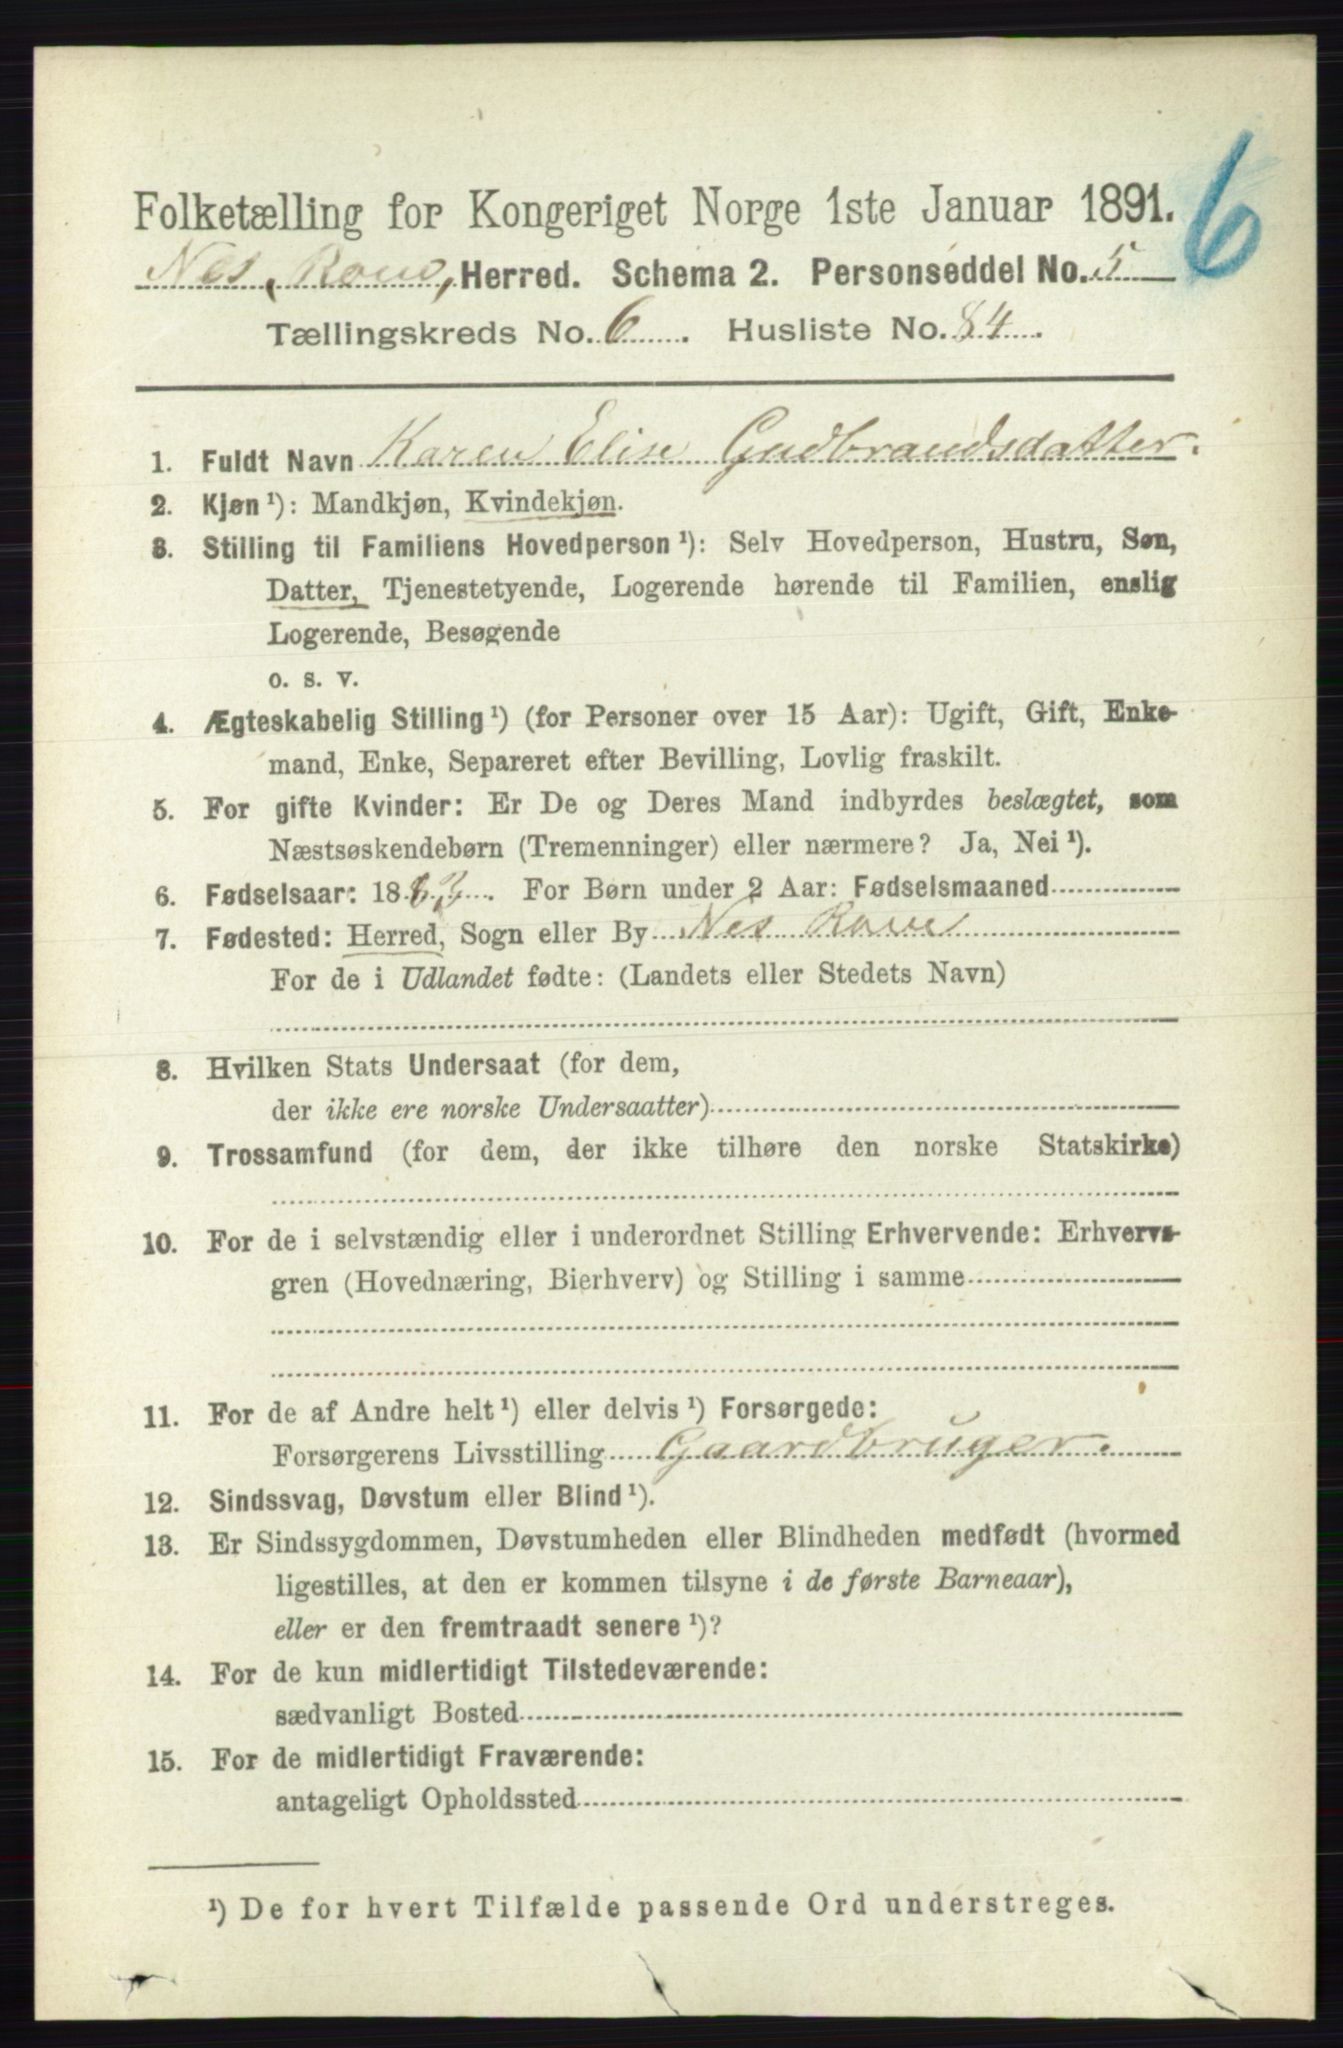 6
Folketælling for Kongeriget Norge 1ste Januar 1891.
Nes, Rome, Herred. Schema 2. Personseddel No. 5
Tællingskreds No. 6. Husliste No. 84.
1. Fuldt Navn Karen Elise Gudbrandsdatter.
2. Kjøn ¹): Mandkjøn, Kvindekjøn.
3. Stilling til Familiens Hovedperson ¹): Selv Hovedperson, Hustru, Søn,
Datter, Tjenestetyende, Logerende hørende til Familien, enslig
Logerende, Besøgende
o. s. v.
4. Ægteskabelig Stilling ¹) (for Personer over 15 Aar): Ugift, Gift, Enke-
mand, Enke, Separeret efter Bevilling, Lovlig fraskilt.
5. For gifte Kvinder: Er De og Deres Mand indbyrdes beslægtet, som
Næstsøskendebørn (Tremenninger) eller nærmere? Ja, Nei ¹).
6. Fødselsaar: 1883. For Børn under 2 Aar: Fødselsmaaned
7. Fødested: Herred, Sogn eller By Nes Rome
For de i Udlandet fødte: (Landets eller Stedets Navn)
8. Hvilken Stats Undersaat (for dem,
der ikke ere norske Undersaatter)
9. Trossamfund (for dem, der ikke tilhøre den norske Statskirke)
10. For de i selvstændig eller i underordnet Stilling Erhvervende: Erhvervs-
gren (Hovednæring, Bierhverv) og Stilling i samme
11. For de af Andre helt ¹) eller delvis ¹) Forsørgede:
Forsørgerens Livsstilling Gaardbruger.
12. Sindssvag, Døvstum eller Blind ¹).
13. Er Sindssygdommen, Døvstumheden eller Blindheden medfødt (hvormed
ligestilles, at den er kommen tilsyne i de første Barneaar),
eller er den fremtraadt senere ¹)?
14. For de kun midlertidigt Tilstedeværende:
sædvanligt Bosted
15. For de midlertidigt Fraværende:
antageligt Opholdssted
¹) De for hvert Tilfælde passende Ord understreges.